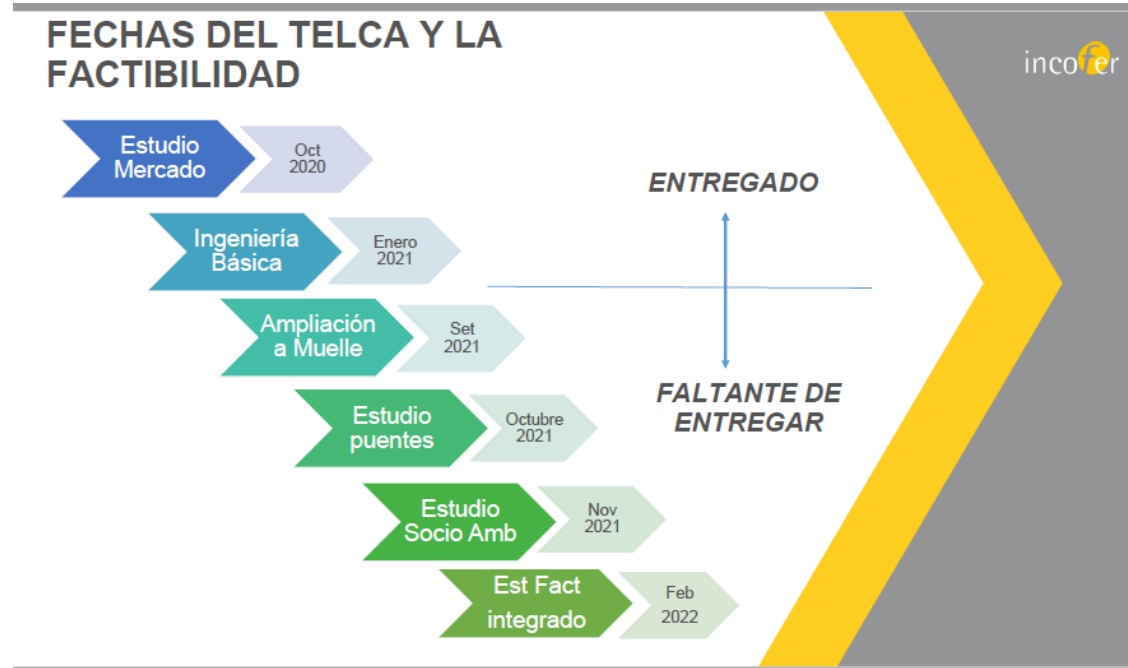 FECHAS DEL TELCA Y LA
FACTIBILIDAD
incofer
Estudio
Mercado
Oct
2020
ENTREGADO
Ingeniería
Básica
Enero
2021
Ampliación
a Muelle
Set
2021
FALTANTE DE
ENTREGAR
Estudio
puentes
Octubre
2021
Estudio
Socio Amb
Nov
2021
Est Fact
integrado
Feb
2022